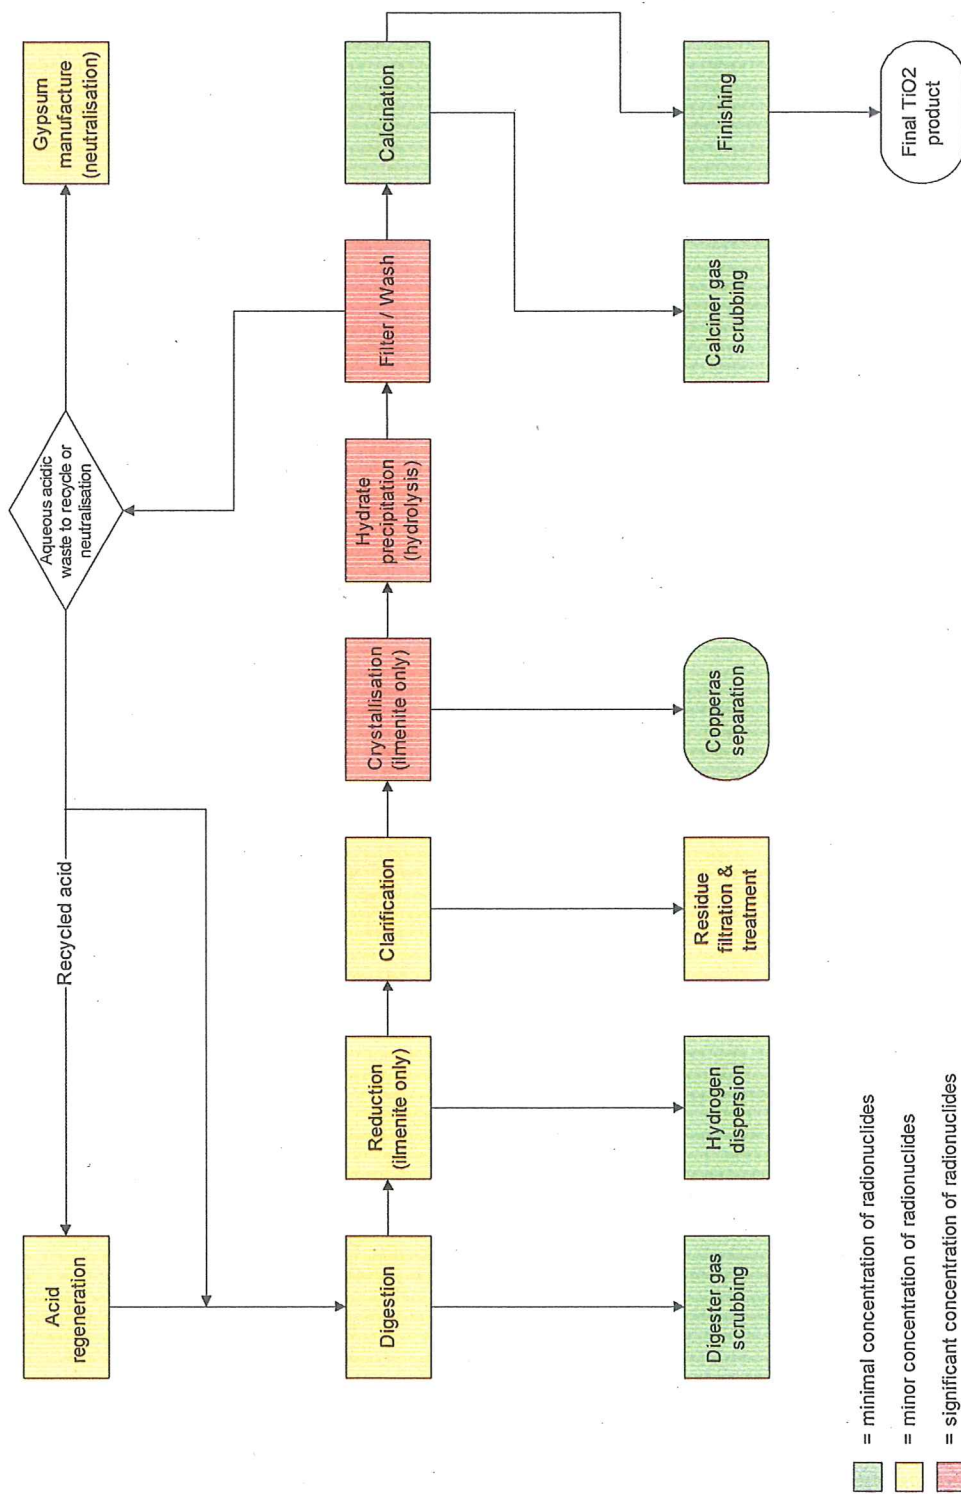 Acid
regeneration
Recycled acid
Aqueous acidic
waste to recycle or
neutralisation
Gypsum
manufacture
(neutralisation)
Digestion
Reduction
(ilmenite only)
Clarification
Crystallisation
(ilmenite only)
Hydrate
precipitation
(hydrolysis)
Filter / Wash
Calcination
Digester gas
scrubbing
Hydrogen
dispersion
Residue
filtration &
treatment
Copperas
separation
Calciner gas
scrubbing
Finishing
Final TiO2
product
= minimal concentration of radionuclides
= minor concentration of radionuclides
= significant concentration of radionuclides